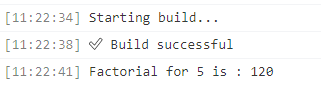 [11:22:34] Starting build...
[11:22:38] ✅ Build successful
[11:22:41] Factorial for 5 is : 120